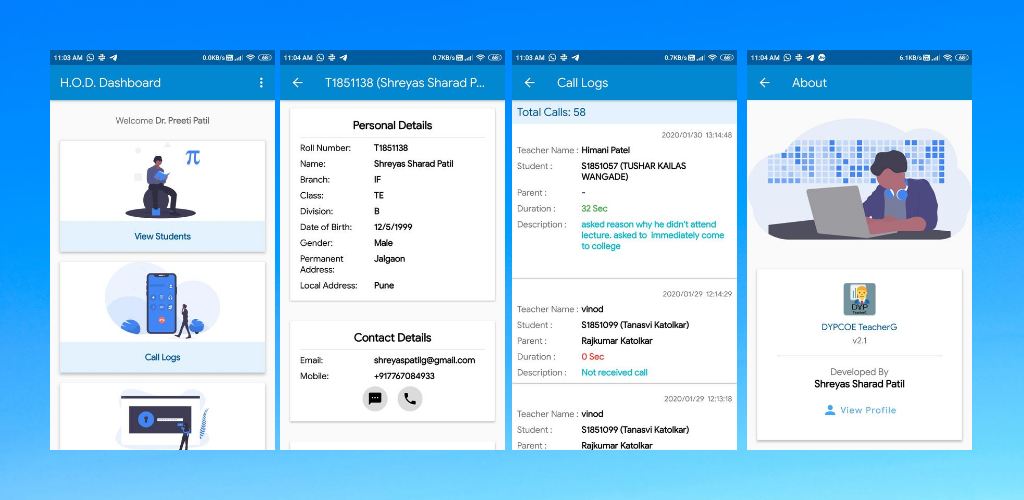 11:03 AM 0.0KB/s 68
H.O.D. Dashboard
Welcome Dr. Preeti Patil
π
View Students
Call Logs
11:04 AM 0.7KB/s 68
T1851138 (Shreyas Sharad P...
Personal Details
Roll Number: T1851138
Name: Shreyas Sharad Patil
Branch: IF
Class: TE
Division: B
Date of Birth: 12/5/1999
Gender: Male
Permanent Jalgaon
Address:
Local Address: Pune
Contact Details
Email: shreyaspatilg@gmail.com
Mobile: +917767084933
11:03 AM 0.7KB/s 68
Call Logs
Total Calls: 58
2020/01/30 13:14:48
Teacher Name : Himani Patel
Student : S1851057 (TUSHAR KAILAS
WANGADE)
Parent : -
Duration : 32 Sec
Description : asked reason why he didn't attend
lecture. asked to immediately come
to college
2020/01/29 12:14:29
Teacher Name : vinod
Student : S1851099 (Tanasvi Katolkar)
Parent : Rajkumar Katolkar
Duration : 0 Sec
Description : Not received call
2020/01/29 12:13:18
Teacher Name : vinod
Student : S1851099 (Tanasvi Katolkar)
Parent : Rajkumar Katolkar
11:04 AM 6.1KB/s 68
About
DYP
DYPCOE TeacherG
v2.1
Developed By
Shreyas Sharad Patil
View Profile